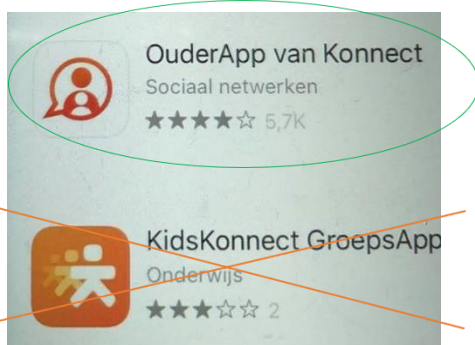 OuderApp van Konnect
Sociaal netwerken
★★★★☆ 5,7K
KidsKonnect GroepsApp
Onderwijs
★★★☆☆ 2